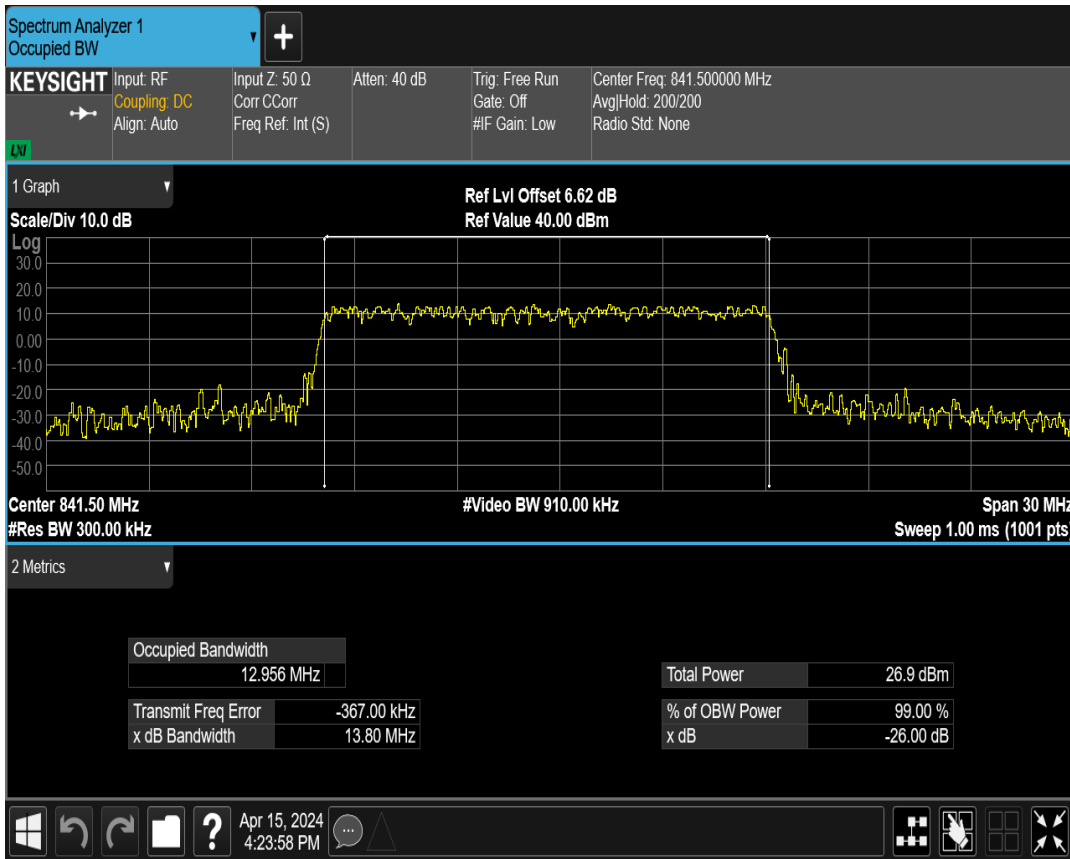 Spectrum Analyzer 1
Occupied BW
+
KEYSIGHT
LXI
Input: RF
Coupling: DC
Align: Auto
Input Z: 50 Ω
Corr CCorr
Freq Ref: Int (S)
Atten: 40 dB
Trig: Free Run
Gate: Off
#IF Gain: Low
Center Freq: 841.500000 MHz
Avg|Hold: 200/200
Radio Std: None
1 Graph
Scale/Div 10.0 dB
Ref Lvl Offset 6.62 dB
Ref Value 40.00 dBm
Log
30.0
20.0
10.0
0.00
-10.0
-20.0
-30.0
-40.0
-50.0
Center 841.50 MHz
#Video BW 910.00 kHz
Span 30 MHz
#Res BW 300.00 kHz
Sweep 1.00 ms (1001 pts)
2 Metrics
Occupied Bandwidth
12.956 MHz
Total Power 26.9 dBm
Transmit Freq Error -367.00 kHz
% of OBW Power 99.00 %
x dB Bandwidth 13.80 MHz
x dB -26.00 dB
?
Apr 15, 2024
4:23:58 PM